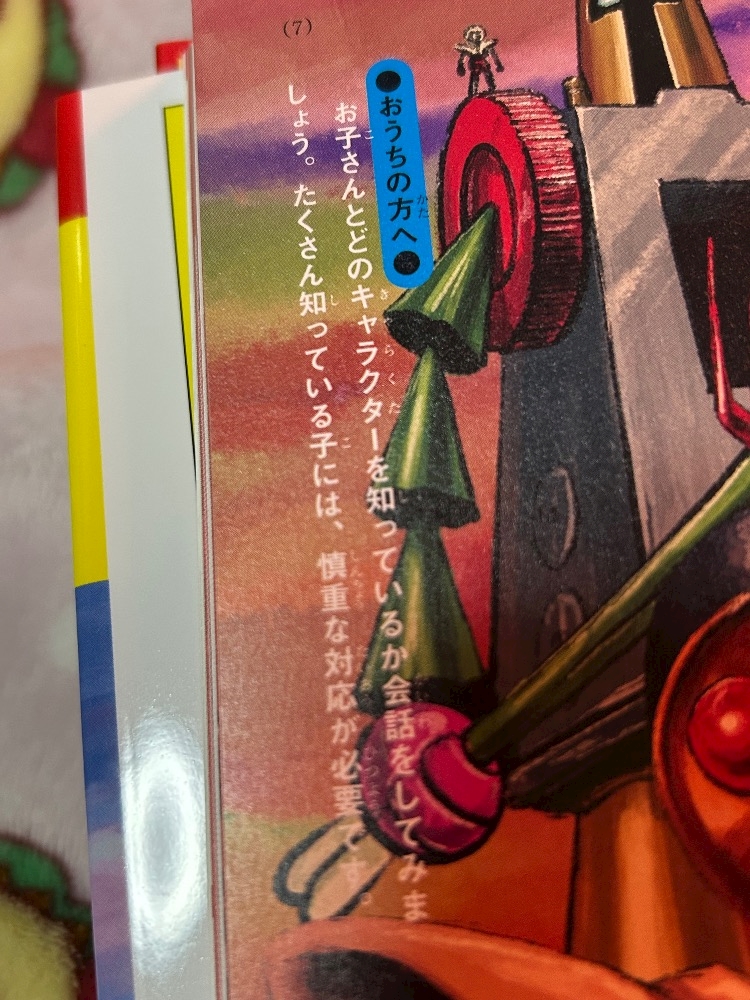 (7)
●おうちの方へ●
お子さんとどのキャラクターを知っているか会話をしてみま
しょう。たくさん知っている子には、慎重な対応が必要です。